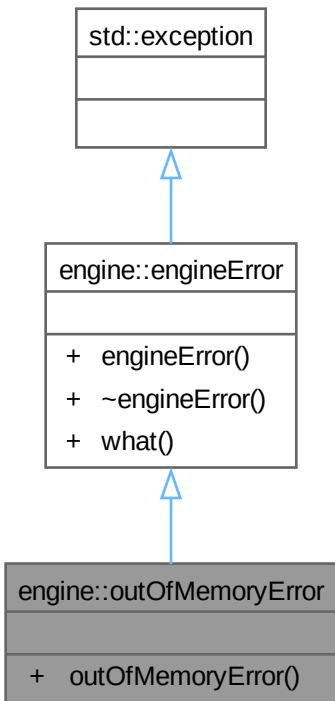 std::exception
engine::engineError
+ engineError()
+ ~engineError()
+ what()
engine::outOfMemoryError
+ outOfMemoryError()